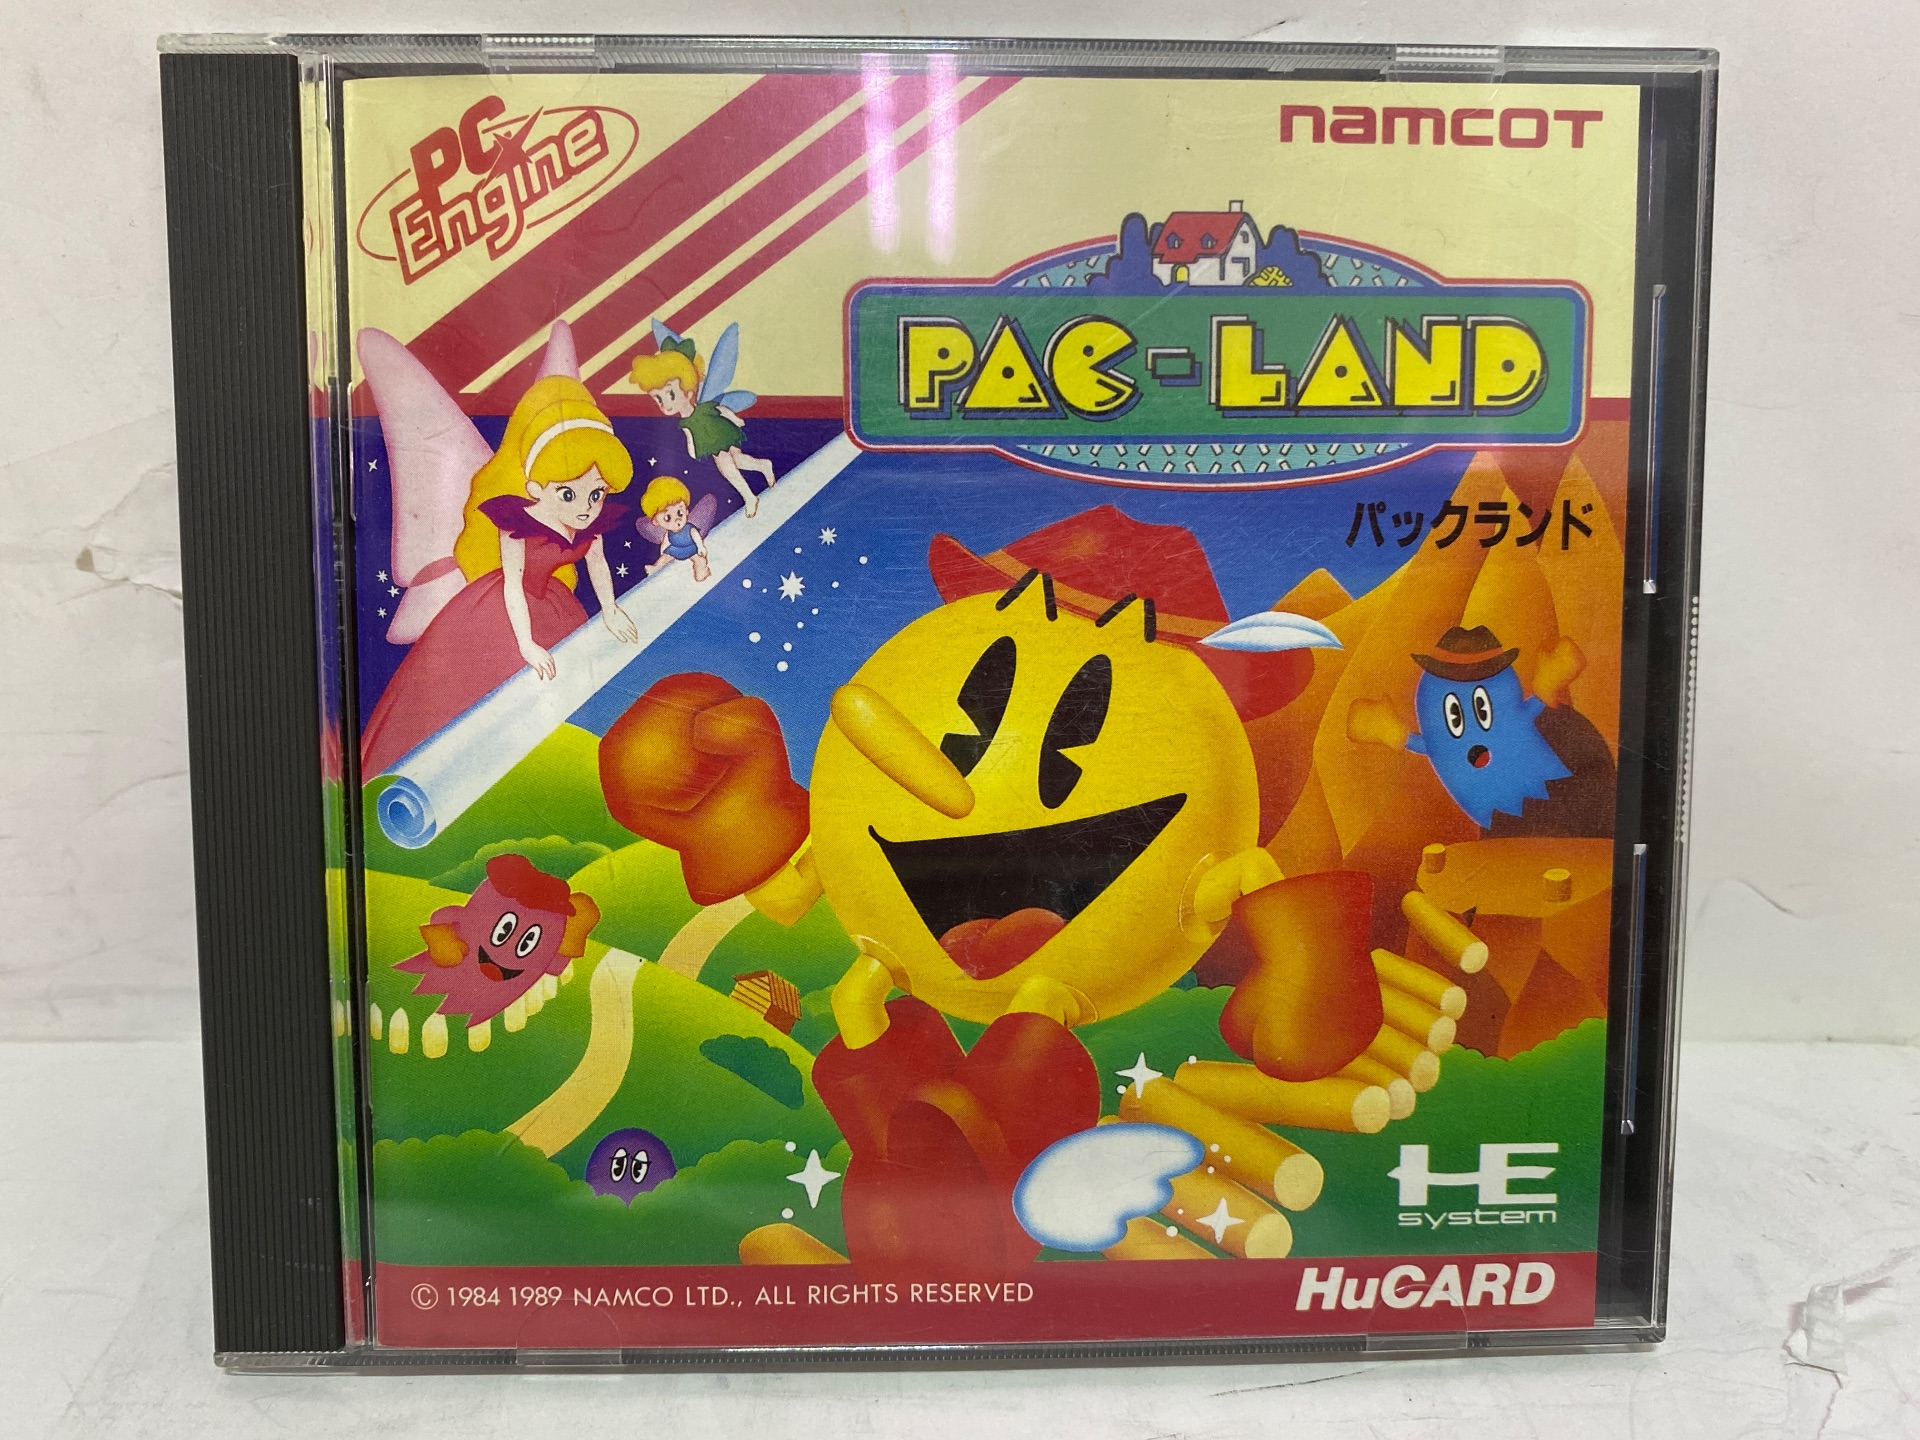 PC Engine
namcoT
PAC-LAND
パックランド
HE
system
© 1984 1989 NAMCO LTD., ALL RIGHTS RESERVED
HuCARD